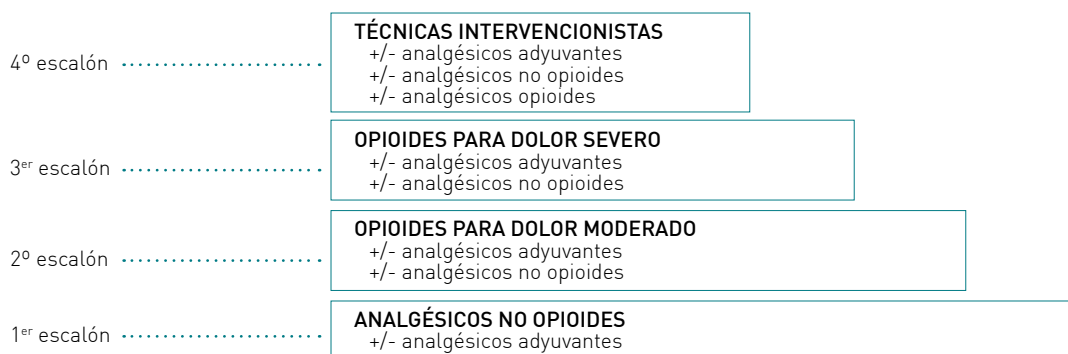 4º escalón
TÉCNICAS INTERVENCIONISTAS
+/- analgésicos adyuvantes
+/- analgésicos no opioides
+/- analgésicos opioides
3er escalón
OPIOIDES PARA DOLOR SEVERO
+/- analgésicos adyuvantes
+/- analgésicos no opioides
2º escalón
OPIOIDES PARA DOLOR MODERADO
+/- analgésicos adyuvantes
+/- analgésicos no opioides
1er escalón
ANALGÉSICOS NO OPIOIDES
+/- analgésicos adyuvantes